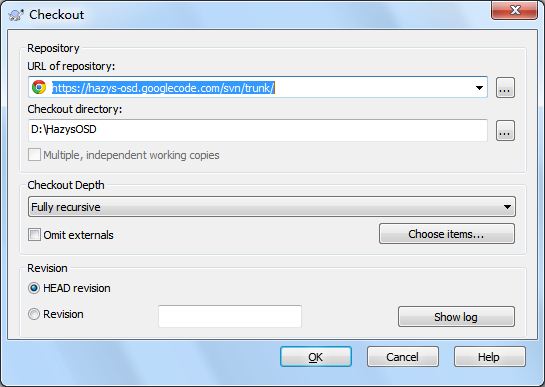 Checkout
Repository
URL of repository:
https://hazys-osd.googlecode.com/svn/trunk/
...
Checkout directory:
D:\HazysOSD
...
Multiple, independent working copies
Checkout Depth
Fully recursive
Omit externals
Choose items...
Revision
HEAD revision
Revision
Show log
OK
Cancel
Help